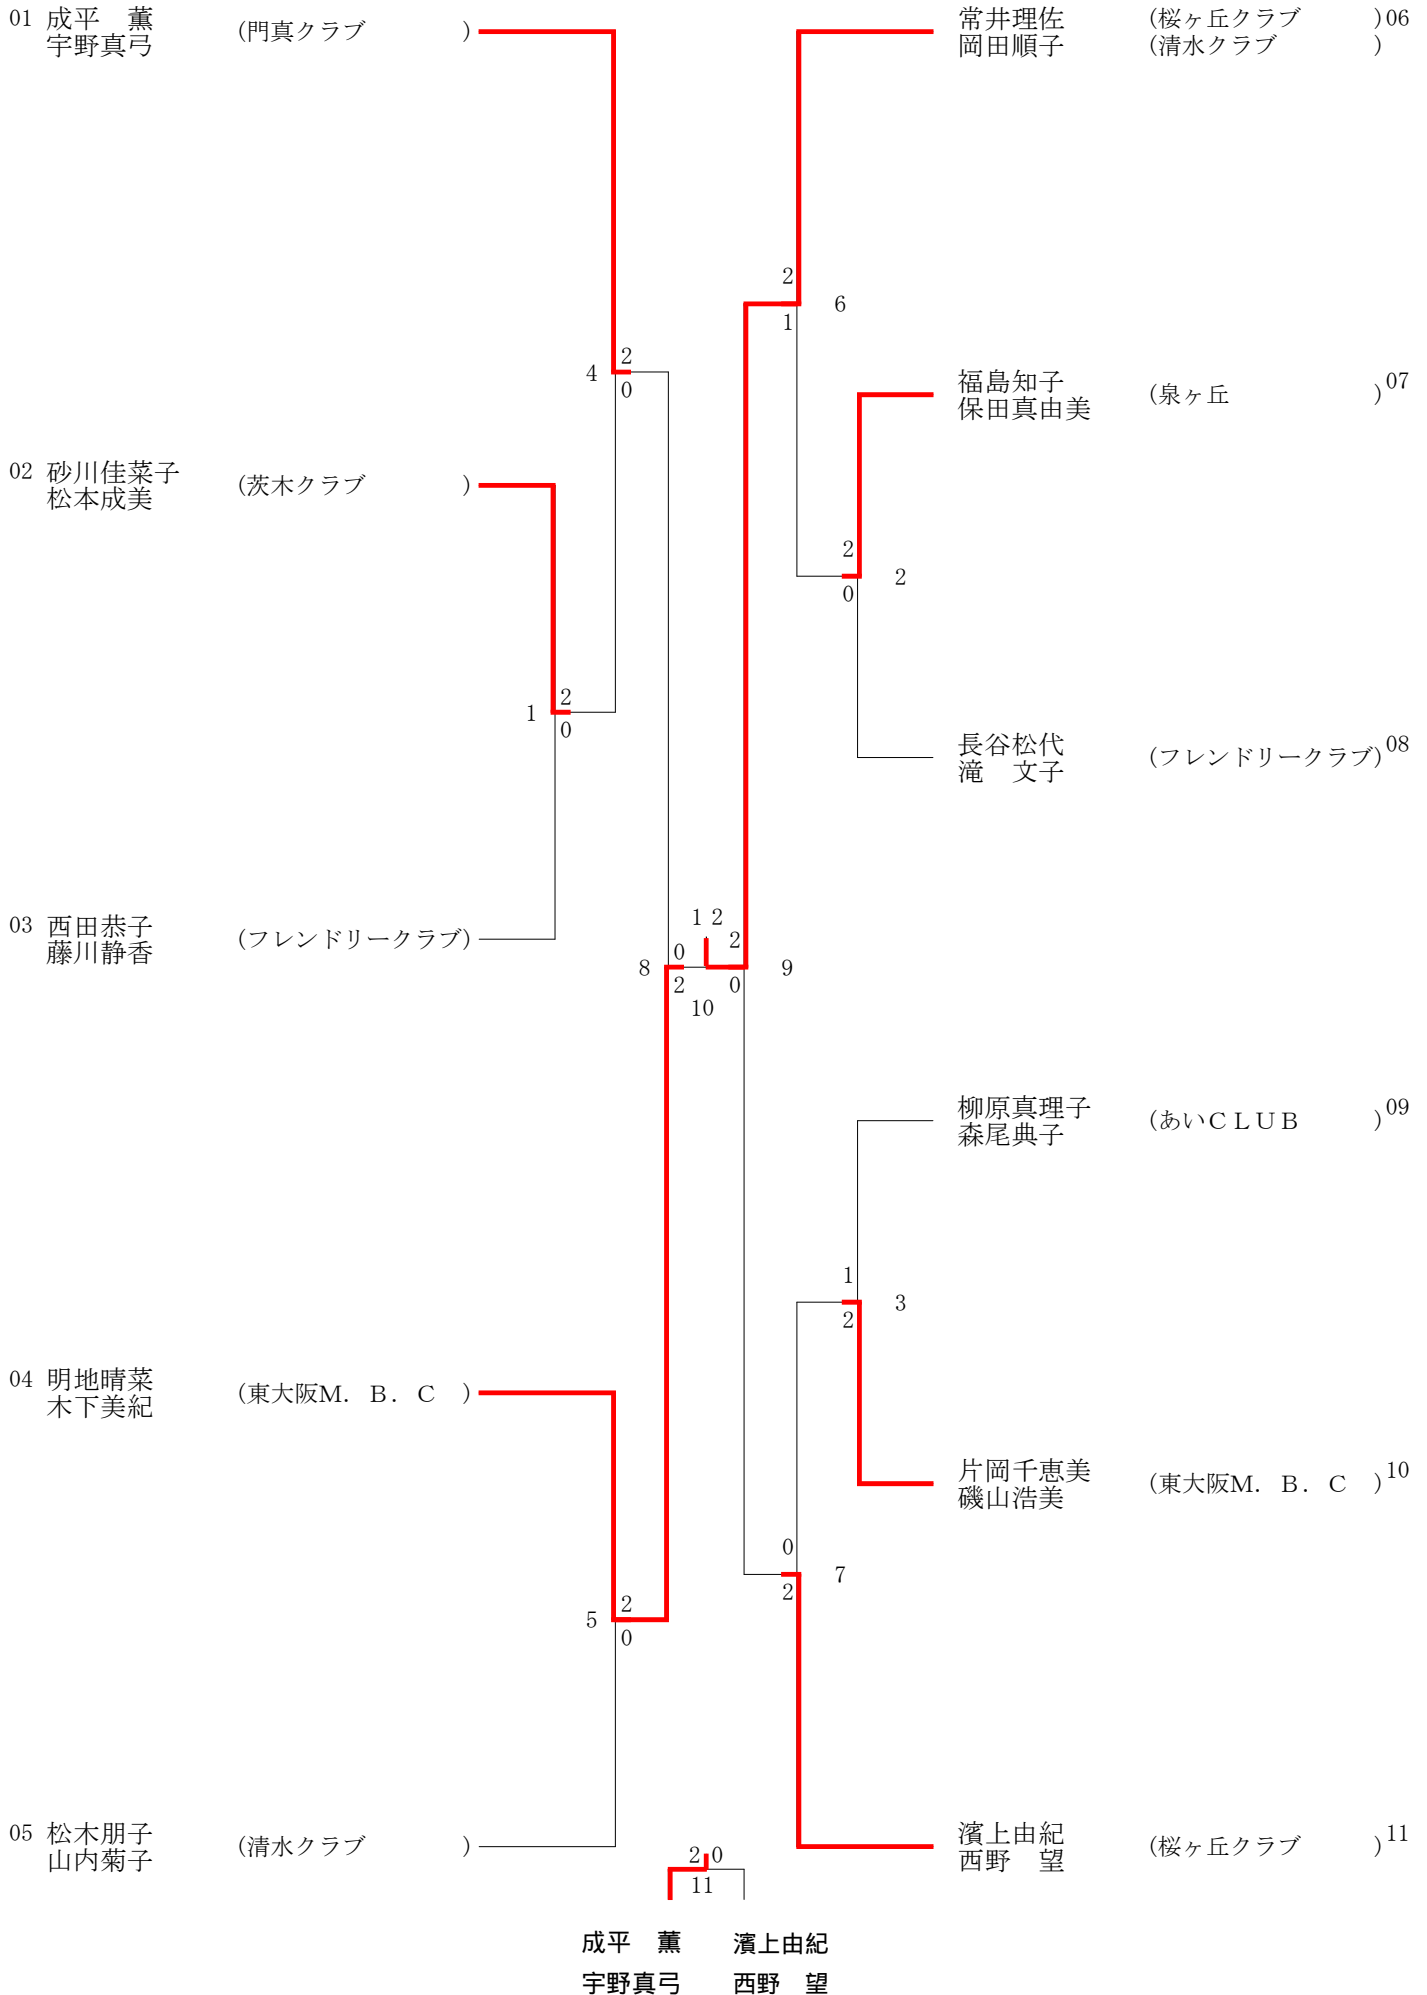 01 成平　薫 (門真クラブ　　　　)
宇野真弓
4 2
0
02 砂川佳菜子 (茨木クラブ　　　　)
松本成美
1 2
0
03 西田恭子 (フレンドリークラブ)
藤川静香
8 0
2
04 明地晴菜 (東大阪M．B．C　)
木下美紀
5 2
0
05 松木朋子 (清水クラブ　　　　)
山内菊子
1 2
10
常井理佐 (桜ヶ丘クラブ　　　)06
岡田順子 (清水クラブ　　　　)
2
6
1
福島知子 (泉ヶ丘　　　　　　)07
保田真由美
2
2
0
長谷松代 (フレンドリークラブ)08
滝　文子
2
9
0
柳原真理子 (あいＣＬＵＢ　　　)09
森尾典子
1
3
2
片岡千恵美 (東大阪M．B．C　)10
磯山浩美
0
7
2
濱上由紀 (桜ヶ丘クラブ　　　)11
西野　望
2 0
11
成平　薫　　濱上由紀
宇野真弓　　西野　望